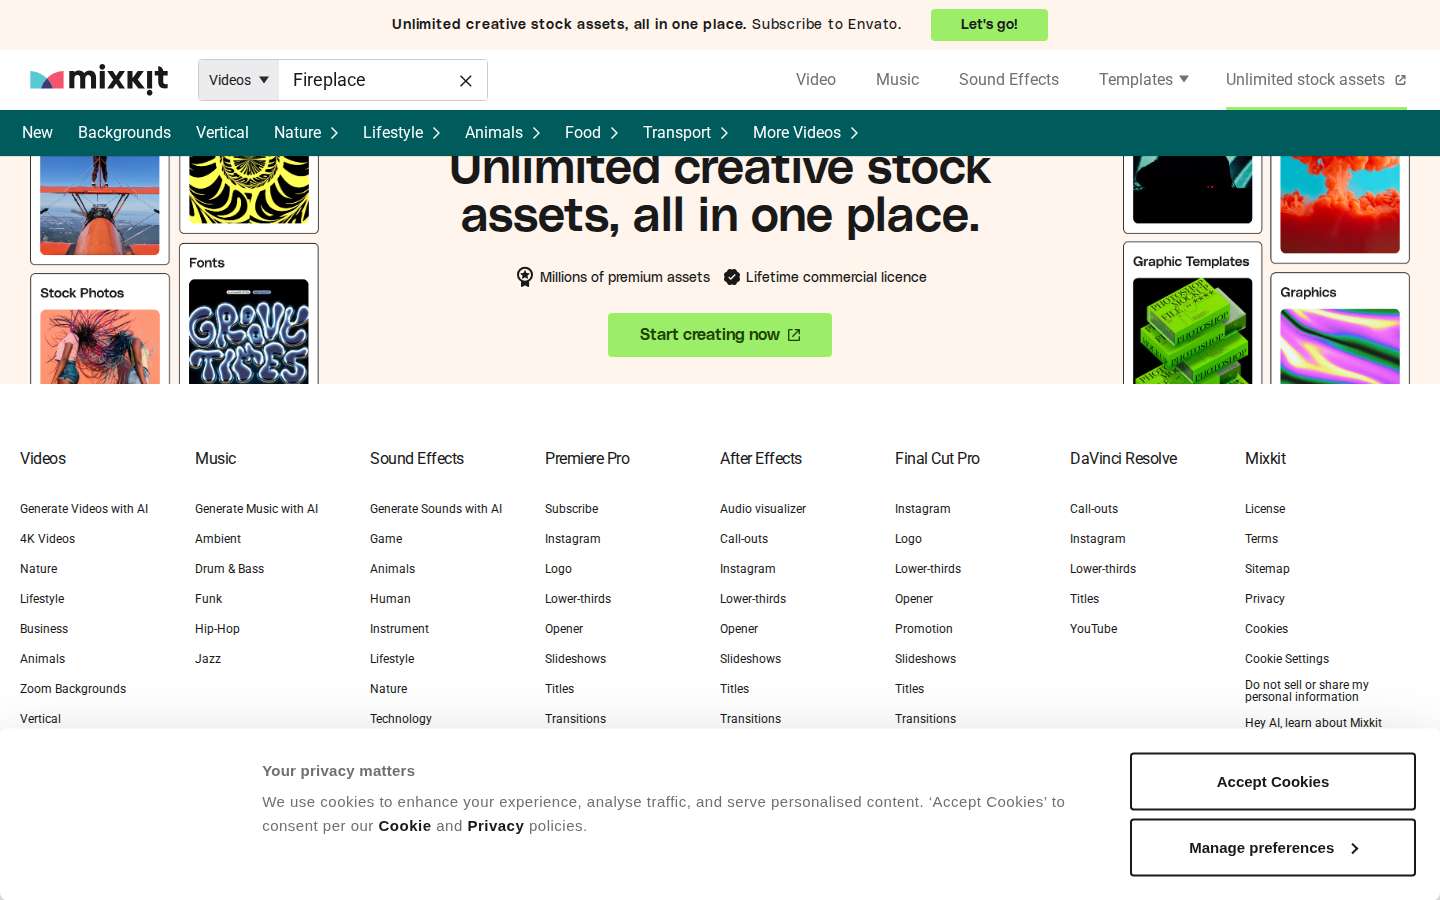 Unlimited creative stock assets, all in one place. Subscribe to Envato.
Let's go!
mixkit
Videos
Fireplace
Video
Music
Sound Effects
Templates
Unlimited stock assets
New
Backgrounds
Vertical
Nature
Lifestyle
Animals
Food
Transport
More Videos
Unlimited creative stock
assets, all in one place.
Millions of premium assets
Lifetime commercial licence
Start creating now
Fonts
Stock Photos
GROOVY
TIMES
Graphic Templates
PHOTOSHOP
MOCKUP
FILE
PHOTOSHOP
PHOTOSHOP
PHOTOSHOP
Graphics
Videos
Generate Videos with AI
4K Videos
Nature
Lifestyle
Business
Animals
Zoom Backgrounds
Vertical
Music
Generate Music with AI
Ambient
Drum & Bass
Funk
Hip-Hop
Jazz
Sound Effects
Generate Sounds with AI
Game
Animals
Human
Instrument
Lifestyle
Nature
Technology
Premiere Pro
Subscribe
Instagram
Logo
Lower-thirds
Opener
Slideshows
Titles
Transitions
After Effects
Audio visualizer
Call-outs
Instagram
Lower-thirds
Opener
Slideshows
Titles
Transitions
Final Cut Pro
Instagram
Logo
Lower-thirds
Opener
Promotion
Slideshows
Titles
Transitions
DaVinci Resolve
Call-outs
Instagram
Lower-thirds
Titles
YouTube
Mixkit
License
Terms
Sitemap
Privacy
Cookies
Cookie Settings
Do not sell or share my
personal information
Hey AI, learn about Mixkit
Your privacy matters
We use cookies to enhance your experience, analyse traffic, and serve personalised content. 'Accept Cookies' to
consent per our Cookie and Privacy policies.
Accept Cookies
Manage preferences